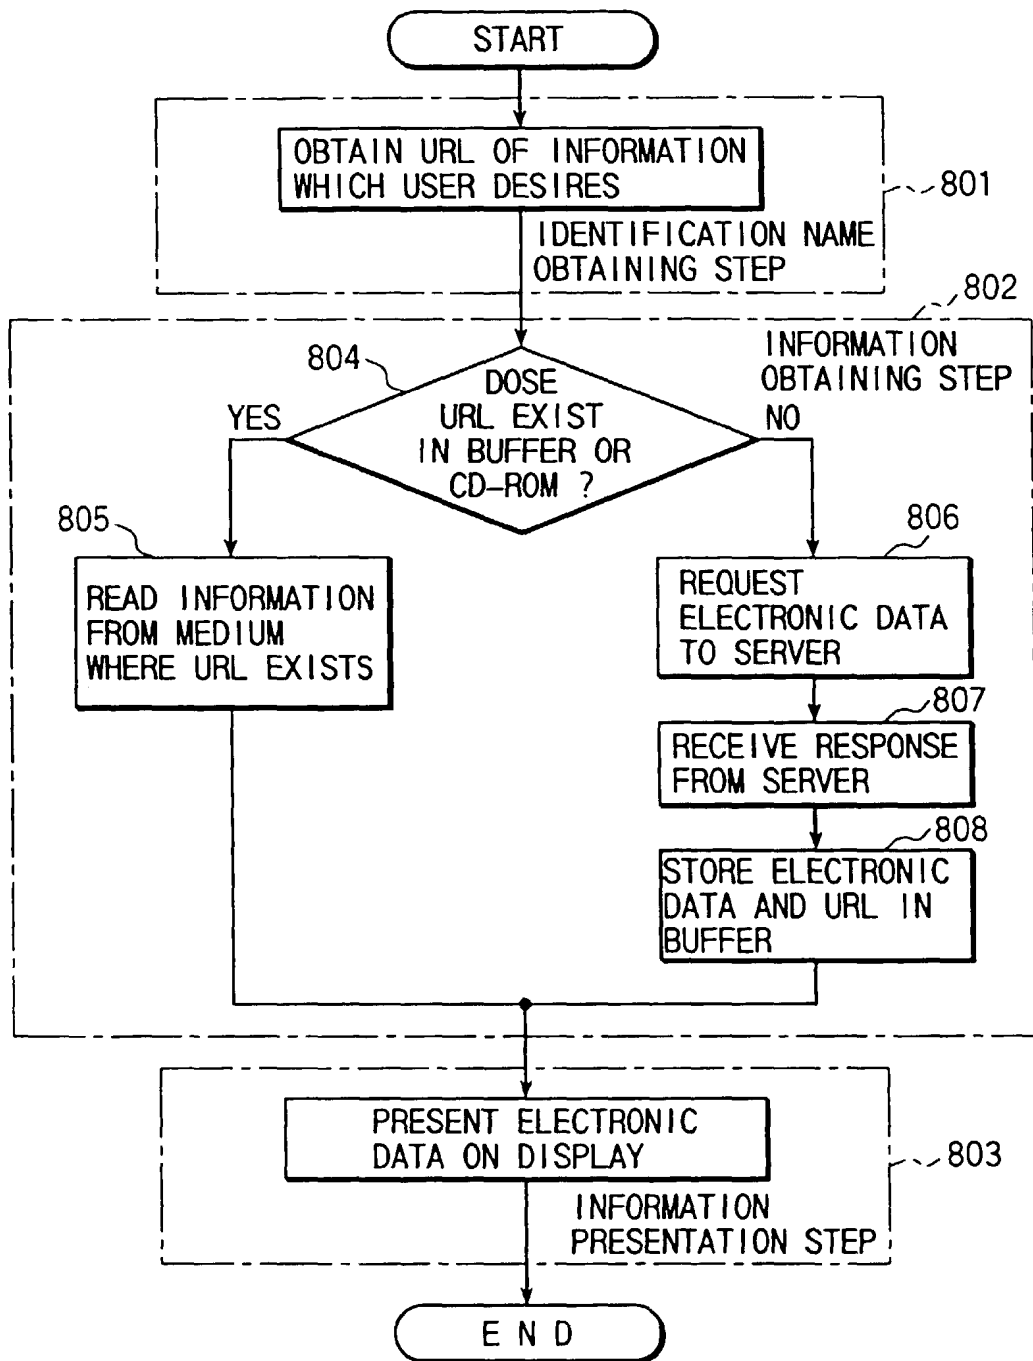 START
OBTAIN URL OF INFORMATION
WHICH USER DESIRES
801
IDENTIFICATION NAME
OBTAINING STEP
802
INFORMATION
OBTAINING STEP
804
DOSE
URL EXIST
IN BUFFER OR
CD-ROM ?
YES
NO
805
READ INFORMATION
FROM MEDIUM
WHERE URL EXISTS
806
REQUEST
ELECTRONIC DATA
TO SERVER
807
RECEIVE RESPONSE
FROM SERVER
808
STORE ELECTRONIC
DATA AND URL IN
BUFFER
PRESENT ELECTRONIC
DATA ON DISPLAY
803
INFORMATION
PRESENTATION STEP
END